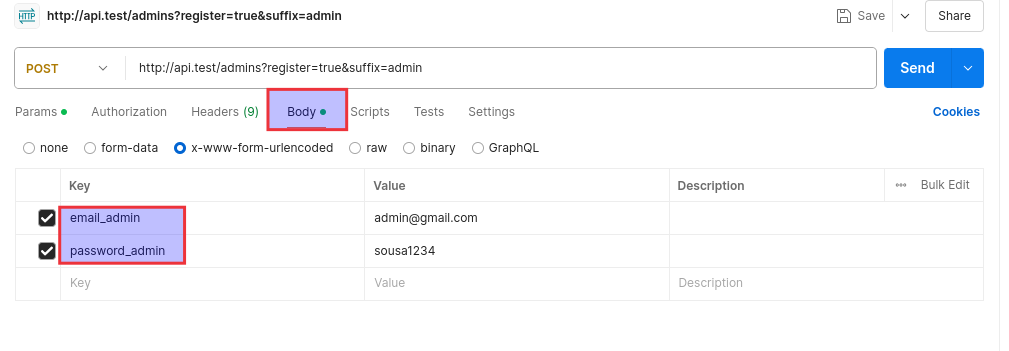 HTTP http://api.test/admins?register=true&suffix=admin Save Share
POST http://api.test/admins?register=true&suffix=admin Send
Params Authorization Headers (9) Body Scripts Tests Settings Cookies
none form-data x-www-form-urlencoded raw binary GraphQL
Key Value Description Bulk Edit
email_admin admin@gmail.com
password_admin sousa1234
Key Value Description